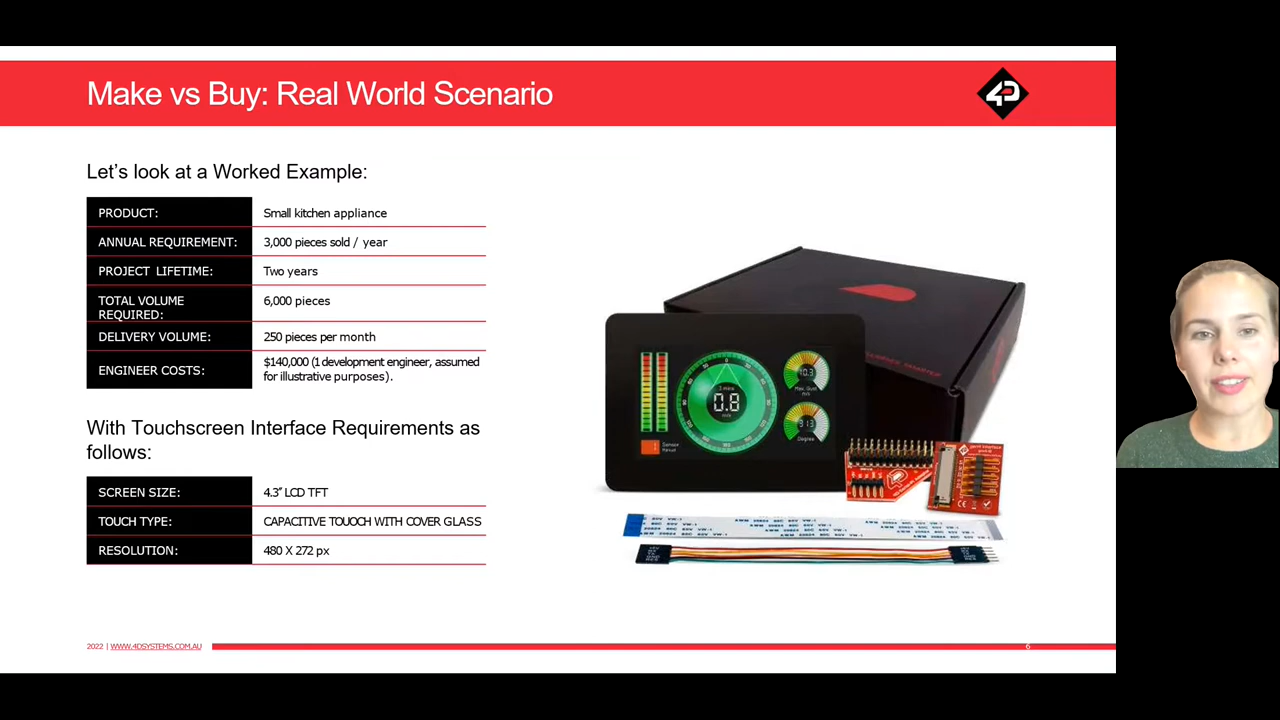 Make vs Buy: Real World Scenario
4D
Let's look at a Worked Example:
PRODUCT: Small kitchen appliance
ANNUAL REQUIREMENT: 3,000 pieces sold / year
PROJECT LIFETIME: Two years
TOTAL VOLUME REQUIRED: 6,000 pieces
DELIVERY VOLUME: 250 pieces per month
ENGINEER COSTS: $140,000 (1 development engineer, assumed
for illustrative purposes).
With Touchscreen Interface Requirements as
follows:
SCREEN SIZE: 4.3" LCD TFT
TOUCH TYPE: CAPACITIVE TOUOCH WITH COVER GLASS
RESOLUTION: 480 X 272 px
0.8
Degree
Sensor
2022 | WWW.4DSYSTEMS.COM.AU
6